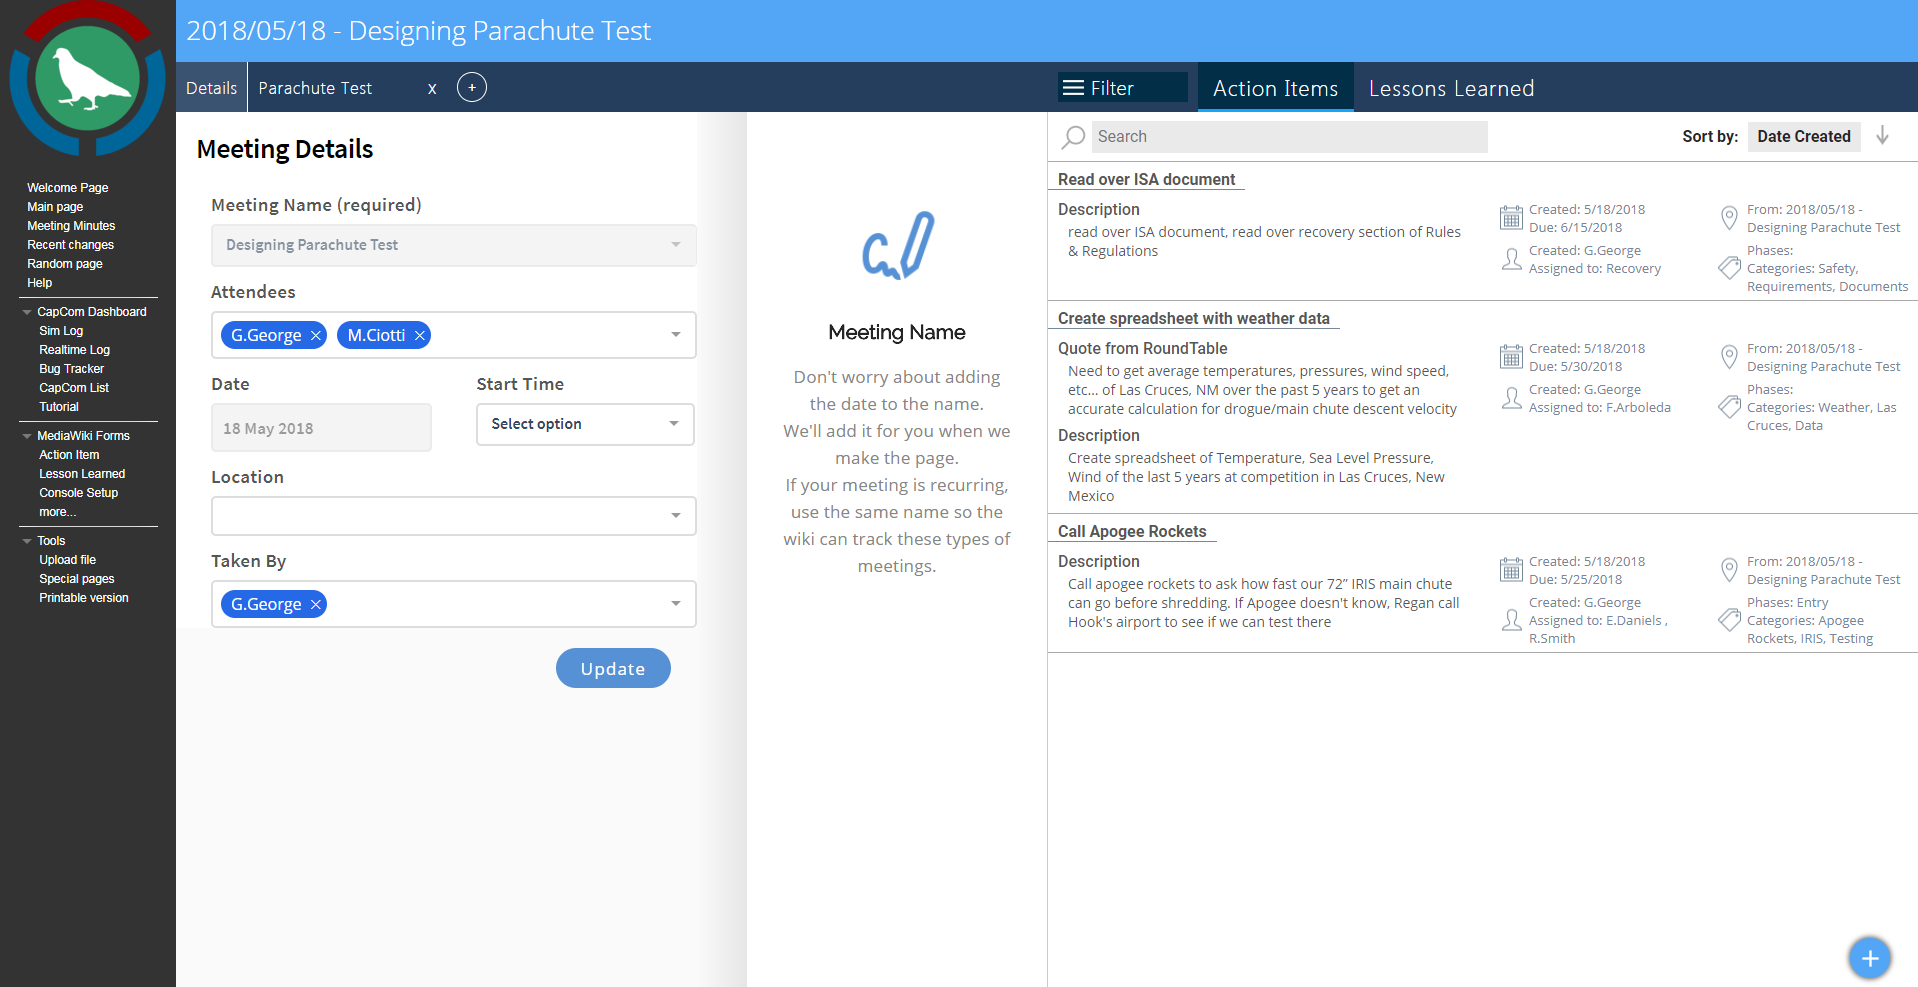 2018/05/18 - Designing Parachute Test
Details
Parachute Test
x
+
Filter
Action Items
Lessons Learned
Welcome Page
Main page
Meeting Minutes
Recent changes
Random page
Help
CapCom Dashboard
Sim Log
Realtime Log
Bug Tracker
CapCom List
Tutorial
MediaWiki Forms
Action Item
Lesson Learned
Console Setup
more...
Tools
Upload file
Special pages
Printable version
Meeting Details
Meeting Name (required)
Designing Parachute Test
Attendees
G.George ×
M.Ciotti ×
Date
18 May 2018
Start Time
Select option
Location
Taken By
G.George ×
Update
Meeting Name
Don't worry about adding
the date to the name.
We'll add it for you when we
make the page.
If your meeting is recurring,
use the same name so the
wiki can track these types of
meetings.
Search
Sort by:
Date Created
Read over ISA document
Description
read over ISA document, read over recovery section of Rules
& Regulations
Created: 5/18/2018
Due: 6/15/2018
Created: G.George
Assigned to: Recovery
From: 2018/05/18 -
Designing Parachute Test
Phases:
Categories: Safety,
Requirements, Documents
Create spreadsheet with weather data
Quote from RoundTable
Need to get average temperatures, pressures, wind speed,
etc... of Las Cruces, NM over the past 5 years to get an
accurate calculation for drogue/main chute descent velocity
Description
Create spreadsheet of Temperature, Sea Level Pressure,
Wind of the last 5 years at competition in Las Cruces, New
Mexico
Created: 5/18/2018
Due: 5/30/2018
Created: G.George
Assigned to: F.Arboleda
From: 2018/05/18 -
Designing Parachute Test
Phases:
Categories: Weather, Las
Cruces, Data
Call Apogee Rockets
Description
Call apogee rockets to ask how fast our 72” IRIS main chute
can go before shredding. If Apogee doesn't know, Regan call
Hook's airport to see if we can test there
Created: 5/18/2018
Due: 5/25/2018
Created: G.George
Assigned to: E.Daniels ,
R.Smith
From: 2018/05/18 -
Designing Parachute Test
Phases: Entry
Categories: Apogee
Rockets, IRIS, Testing
+